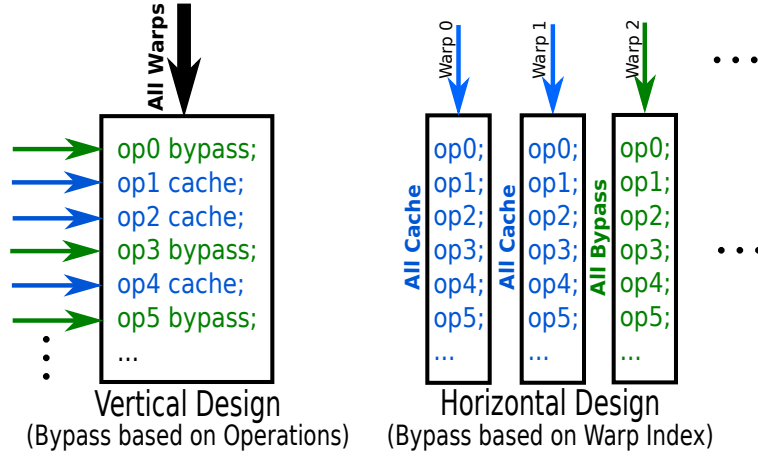 All Warps
op0 bypass;
op1 cache;
op2 cache;
op3 bypass;
op4 cache;
op5 bypass;
...
Vertical Design
(Bypass based on Operations)
Warp 0
All Cache
op0;
op1;
op2;
op3;
op4;
op5;
...
Warp 1
All Cache
op0;
op1;
op2;
op3;
op4;
op5;
...
Warp 2
All Bypass
op0;
op1;
op2;
op3;
op4;
op5;
...
Horizontal Design
(Bypass based on Warp Index)